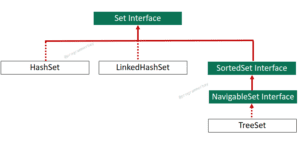 Set Interface
HashSet
LinkedHashSet
SortedSet Interface
NavigableSet Interface
TreeSet